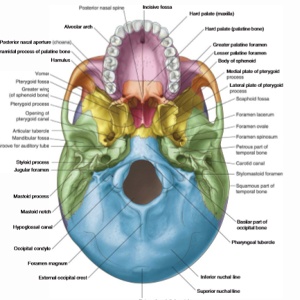 Posterior nasal spine
Incisive fossa
Alveolar arch
Hard palate (maxilla)
Hard palate (palatine bone)
Posterior nasal aperture (choana)
Pyramidal process of palatine bone
Hamulus
Greater palatine foramen
Lesser palatine foramen
Body of sphenoid
Vomer
Pterygoid fossa
Greater wing
(of sphenoid bone)
Pterygoid process
Opening of
pterygoid canal
Medial plate of pterygoid
process
Lateral plate of pterygoid
process
Scaphoid fossa
Foramen lacerum
Foramen ovale
Foramen spinosum
Articular tubercle
Mandibular fossa
Groove for auditory tube
Petrous part of
temporal bone
Carotid canal
Styloid process
Jugular foramen
Stylomastoid foramen
Squamous part of
temporal bone
Mastoid process
Mastoid notch
Hypoglossal canal
Basilar part of
occipital bone
Pharyngeal tubercle
Occipital condyle
Foramen magnum
External occipital crest
Inferior nuchal line
Superior nuchal line